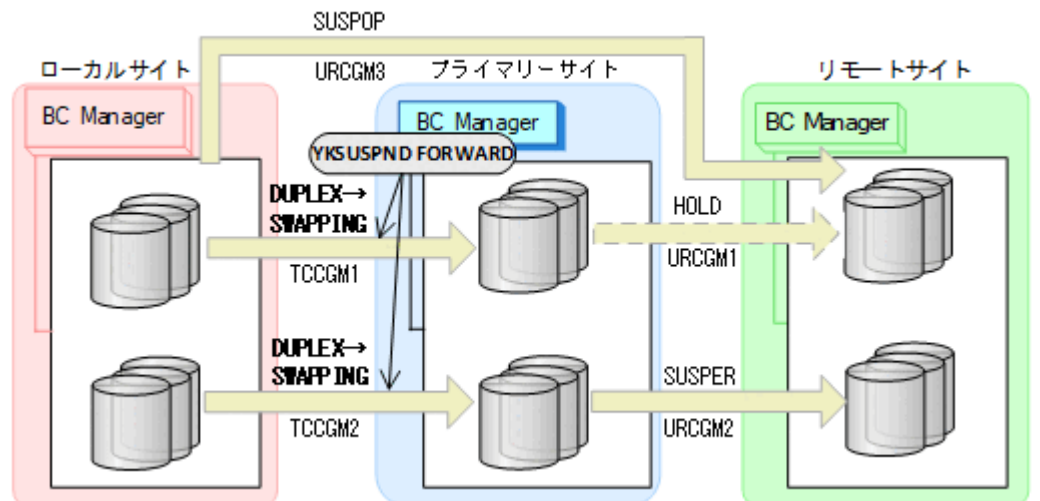 SUSPOP
ローカルサイト
URCGM3
プライマリーサイト
リモートサイト
BC Manager
BC Manager
BC Manager
YKSUSPND FORWARD
DUPLEX→
SWAPPING
TCCGM1
HOLD
URCGM1
DUPLEX→
SWAPPING
TCCGM2
SUSPER
URCGM2